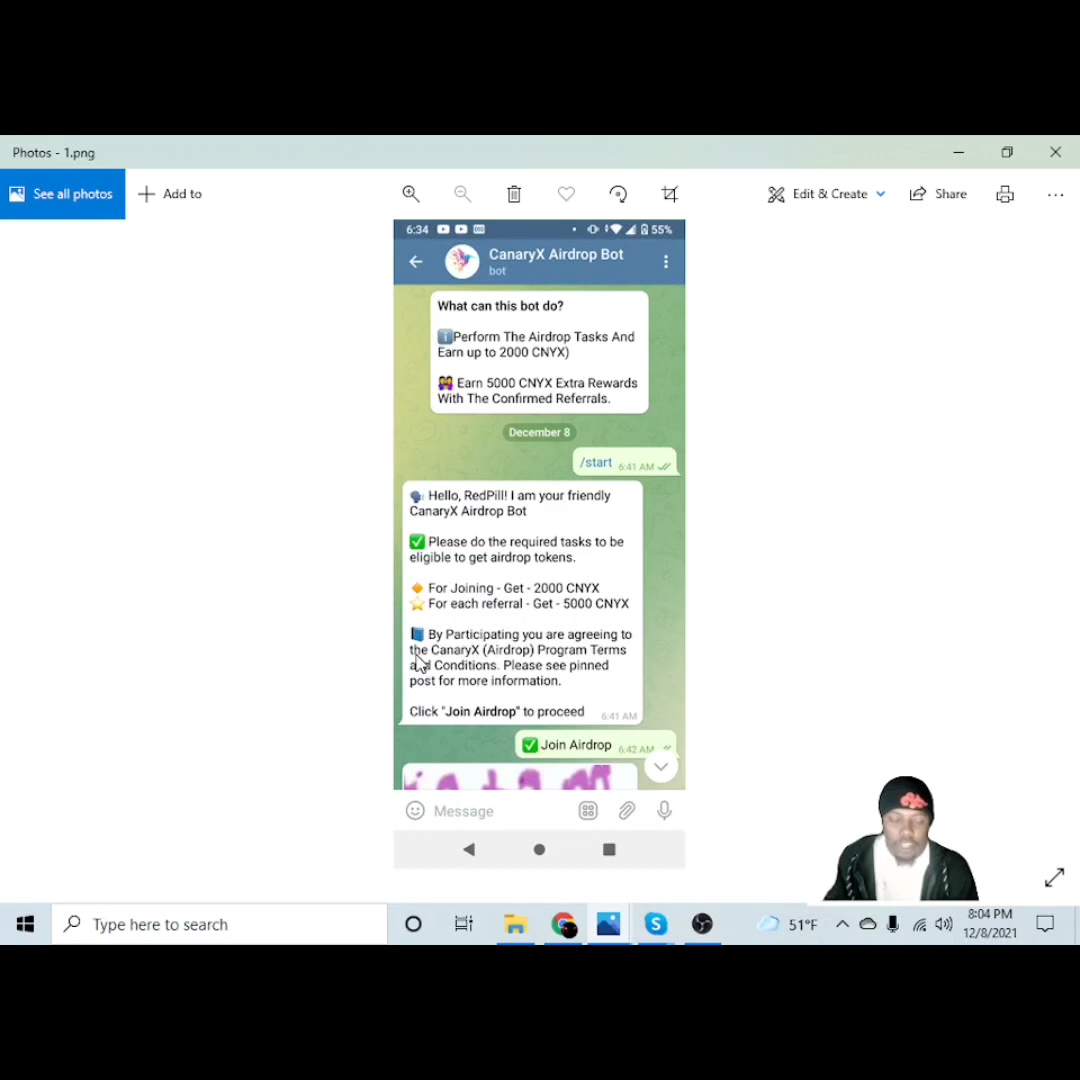 Photos - 1.png
See all photos
Add to
Edit & Create
Share
6:34
55%
CanaryX Airdrop Bot
bot
What can this bot do?
Perform The Airdrop Tasks And
Earn up to 2000 CNYX)
Earn 5000 CNYX Extra Rewards
With The Confirmed Referrals.
December 8
/start 6:41 AM
Hello, RedPill! I am your friendly
CanaryX Airdrop Bot
Please do the required tasks to be
eligible to get airdrop tokens.
For Joining - Get - 2000 CNYX
For each referral - Get - 5000 CNYX
By Participating you are agreeing to
the CanaryX (Airdrop) Program Terms
and Conditions. Please see pinned
post for more information.
Click "Join Airdrop" to proceed 6:41 AM
Join Airdrop 6:42 AM
Message
Type here to search
51°F
8:04 PM
12/8/2021